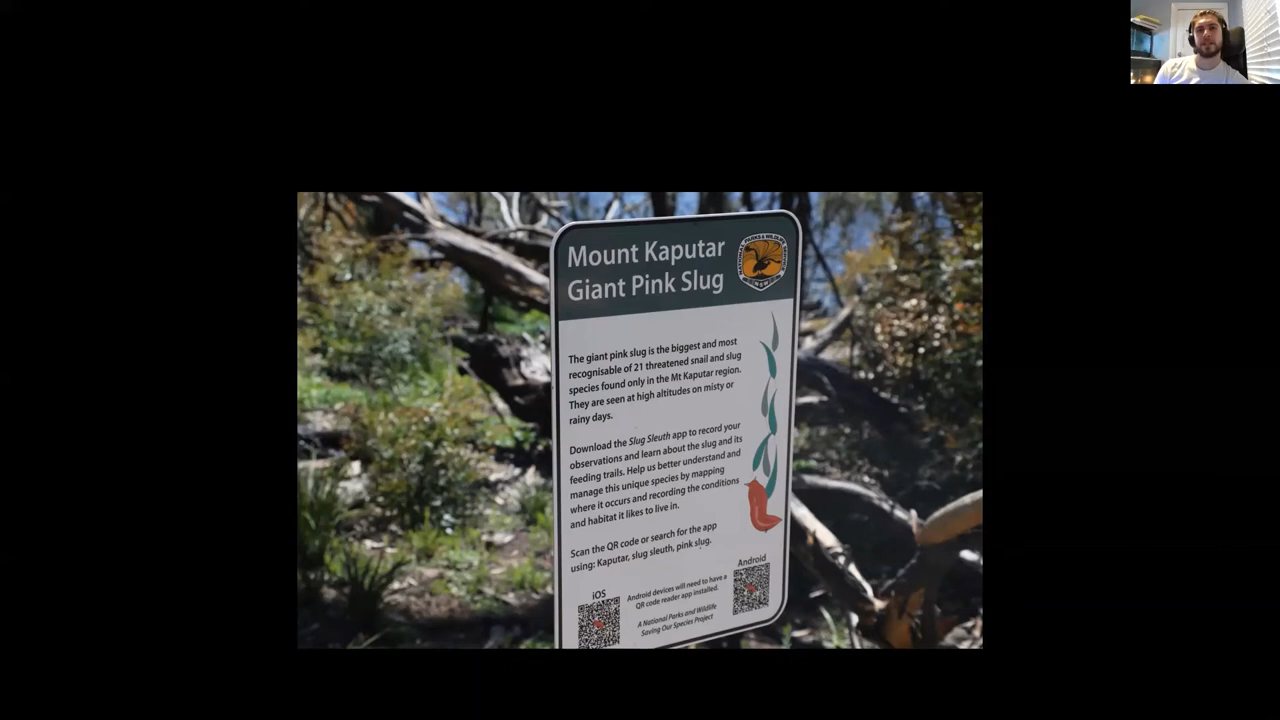 Mount Kaputar
Giant Pink Slug
NATIONAL PARKS & WILDLIFE SERVICE
NSW
The giant pink slug is the biggest and most
recognisable of 21 threatened snail and slug
species found only in the Mt Kaputar region.
They are seen at high altitudes on misty or
rainy days.
Download the Slug Sleuth app to record your
observations and learn about the slug and its
feeding trails. Help us better understand and
manage this unique species by mapping
where it occurs and recording the conditions
and habitat it likes to live in.
Scan the QR code or search for the app
using: Kaputar, slug sleuth, pink slug.
iOS
Android devices will need to have a
QR code reader app installed.
A National Parks and Wildlife
Saving Our Species Project
Android